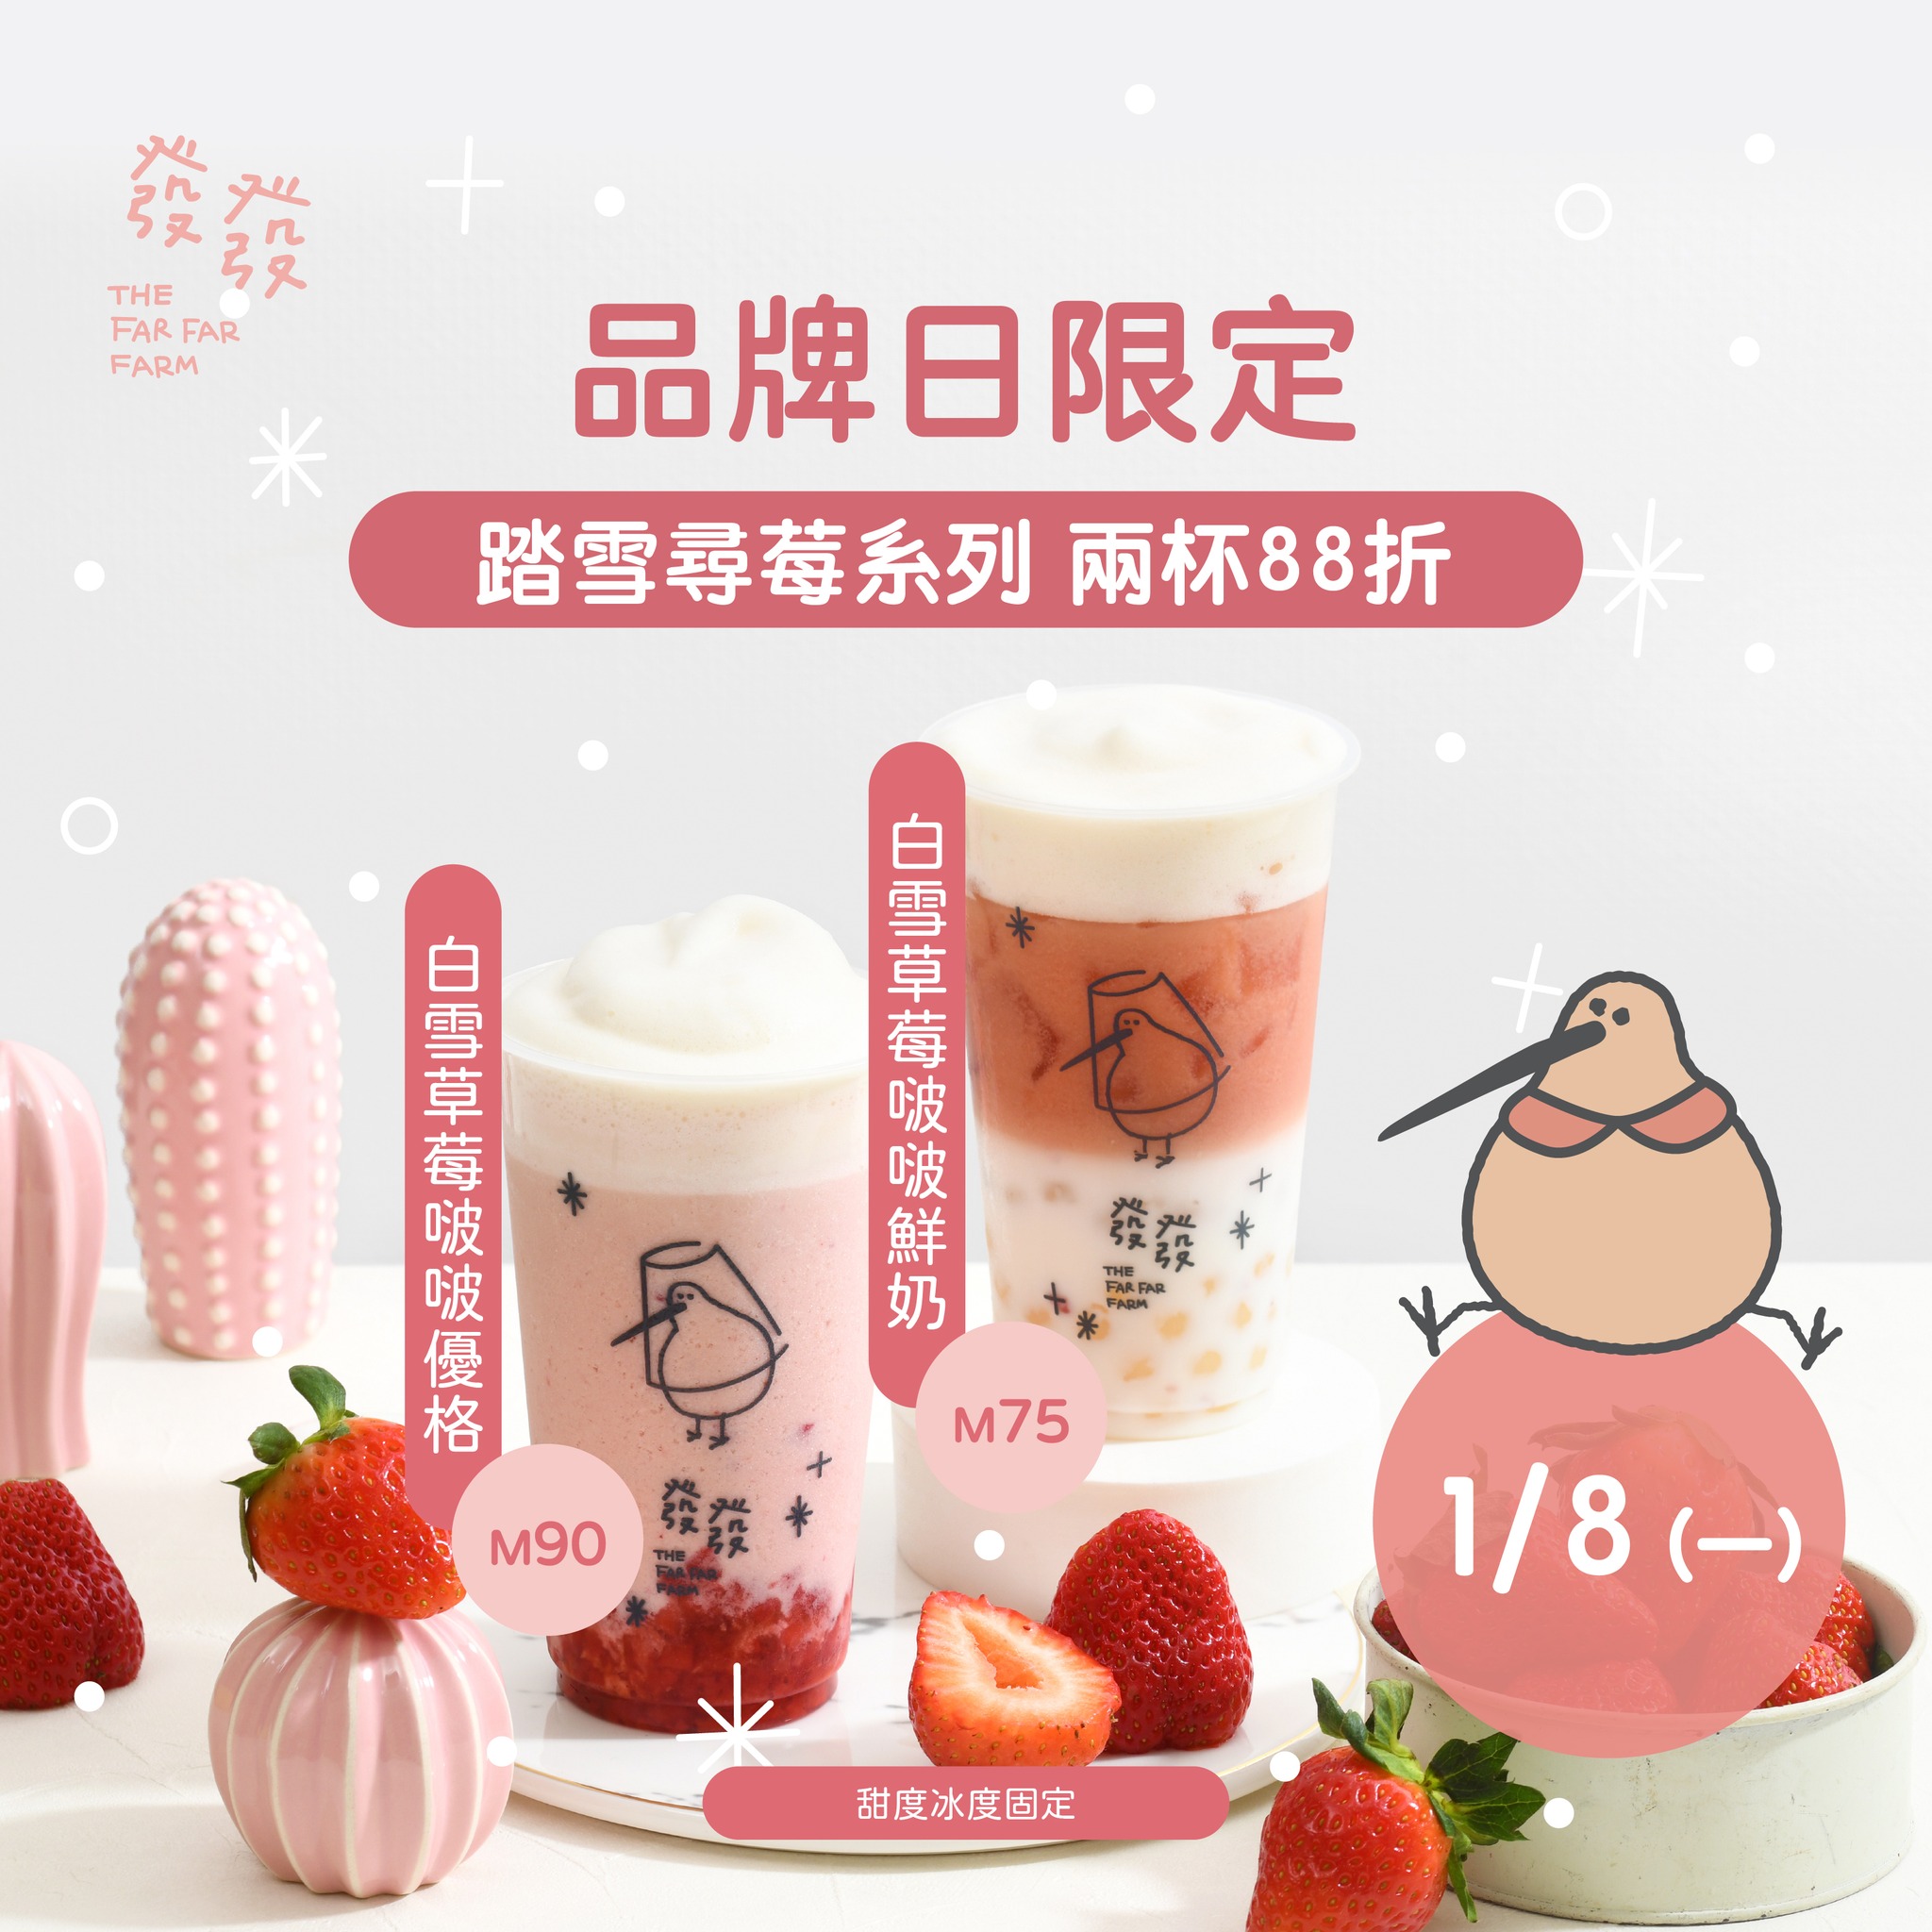 發發
THE
FAR FAR
FARM
品牌日限定
踏雪尋莓系列 兩杯88折
白雪草莓啵啵優格
M90
白雪草莓啵啵鮮奶
M75
發發
THE
FAR FAR
FARM
發發
THE
FAR FAR
FARM
1/8 (一)
甜度冰度固定